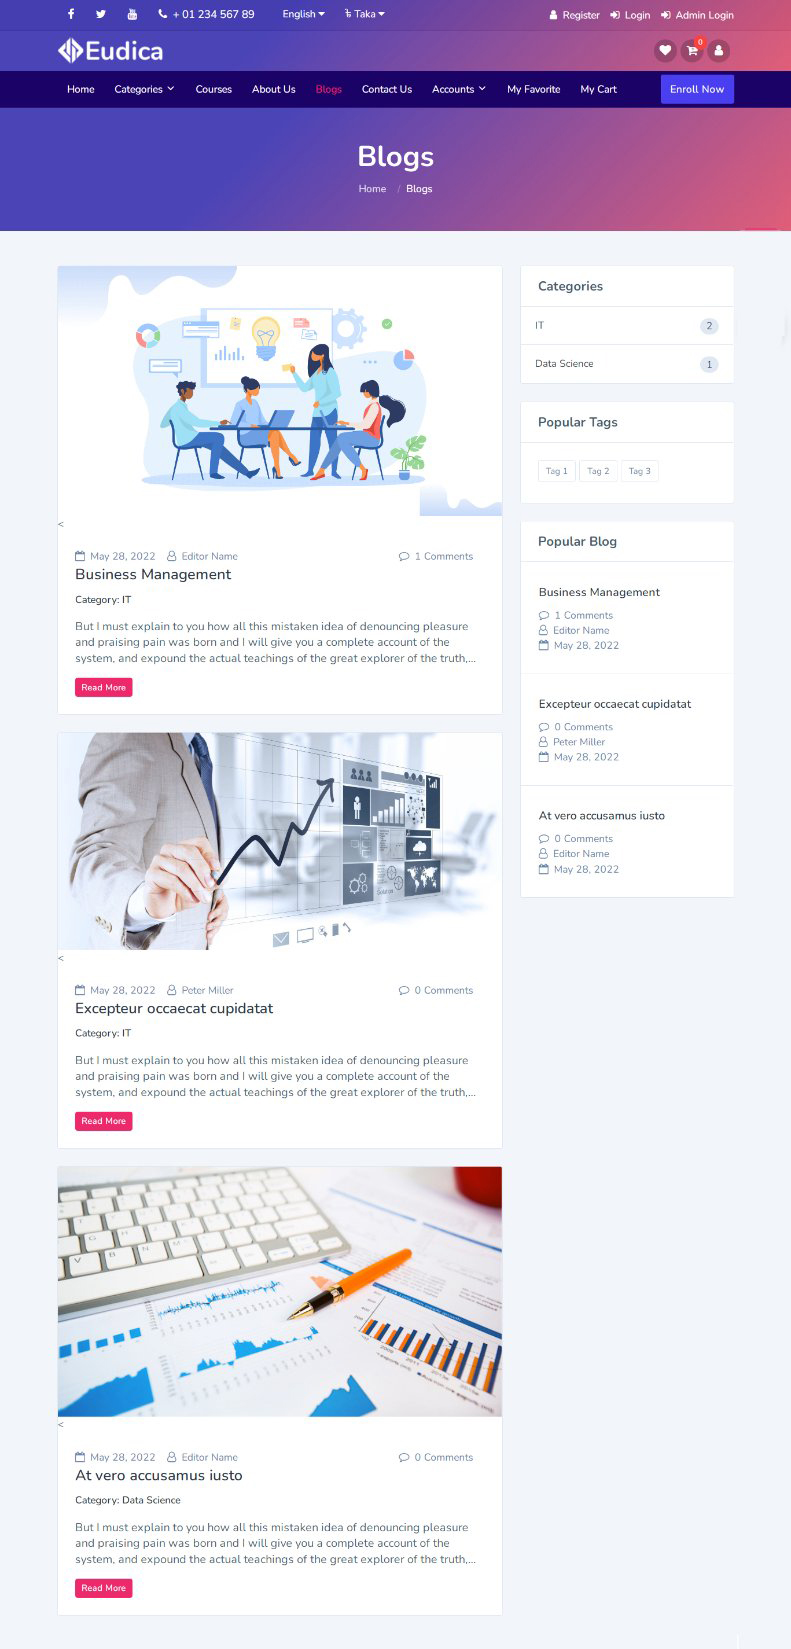 + 01 234 567 89 English ৳ Taka Register Login Admin Login
Eudica 0
Home Categories Courses About Us Blogs Contact Us Accounts My Favorite My Cart Enroll Now
Blogs
Home / Blogs
<
May 28, 2022 Editor Name 1 Comments
Business Management
Category: IT
But I must explain to you how all this mistaken idea of denouncing pleasure
and praising pain was born and I will give you a complete account of the
system, and expound the actual teachings of the great explorer of the truth,...
Read More
<
May 28, 2022 Peter Miller 0 Comments
Excepteur occaecat cupidatat
Category: IT
But I must explain to you how all this mistaken idea of denouncing pleasure
and praising pain was born and I will give you a complete account of the
system, and expound the actual teachings of the great explorer of the truth,...
Read More
<
May 28, 2022 Editor Name 0 Comments
At vero accusamus iusto
Category: Data Science
But I must explain to you how all this mistaken idea of denouncing pleasure
and praising pain was born and I will give you a complete account of the
system, and expound the actual teachings of the great explorer of the truth,...
Read More
Categories
IT 2
Data Science 1
Popular Tags
Tag 1 Tag 2 Tag 3
Popular Blog
Business Management
1 Comments
Editor Name
May 28, 2022
Excepteur occaecat cupidatat
0 Comments
Peter Miller
May 28, 2022
At vero accusamus iusto
0 Comments
Editor Name
May 28, 2022